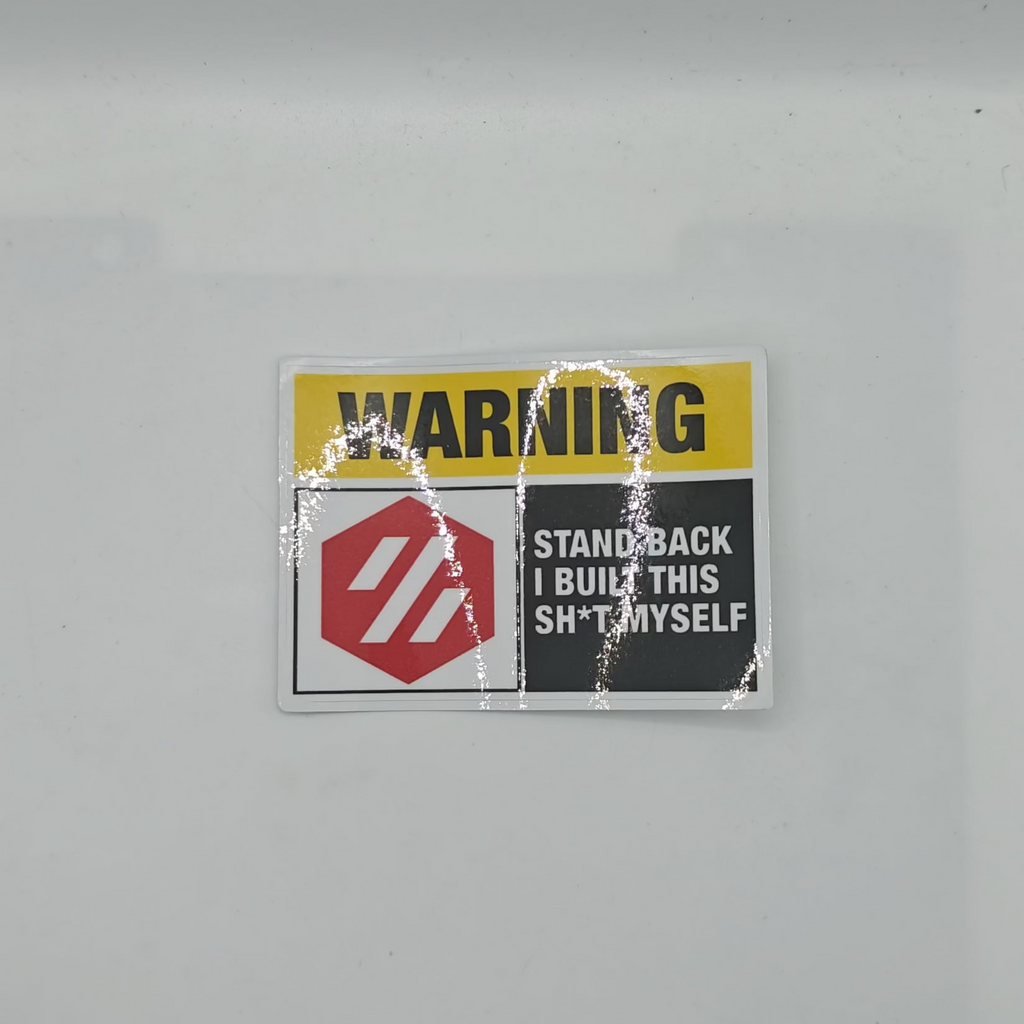 WARNING
STAND BACK
I BUILT THIS
SH*T MYSELF